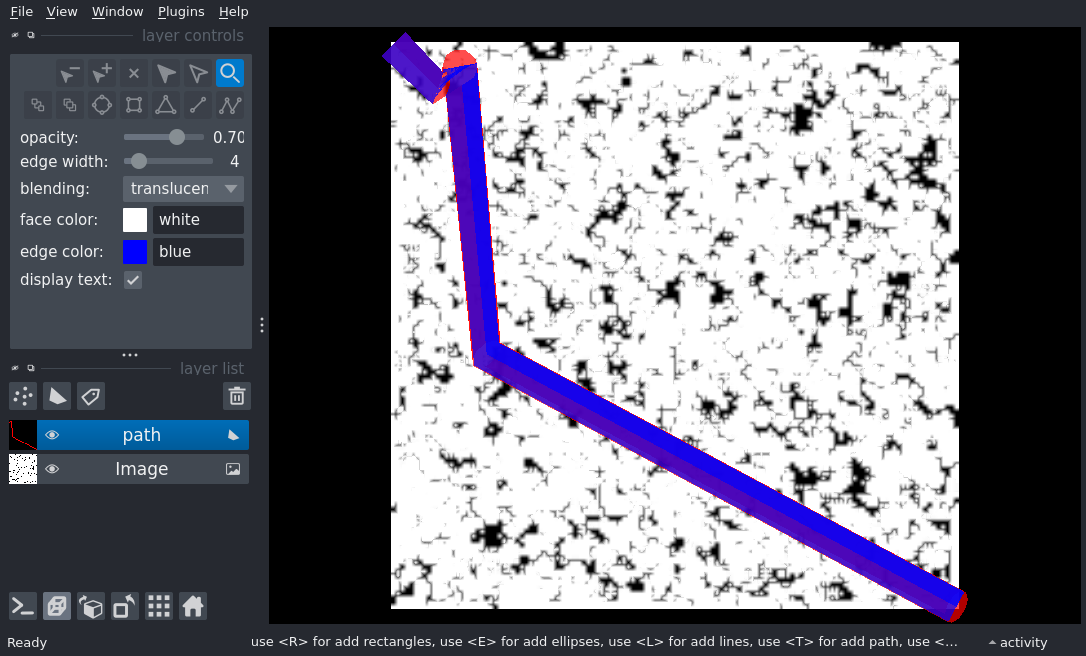 File View Window Plugins Help
layer controls
opacity: 0.70
edge width: 4
blending: translucen
face color: white
edge color: blue
display text:
layer list
path
Image
Ready
use <R> for add rectangles, use <E> for add ellipses, use <L> for add lines, use <T> for add path, use <...
activity